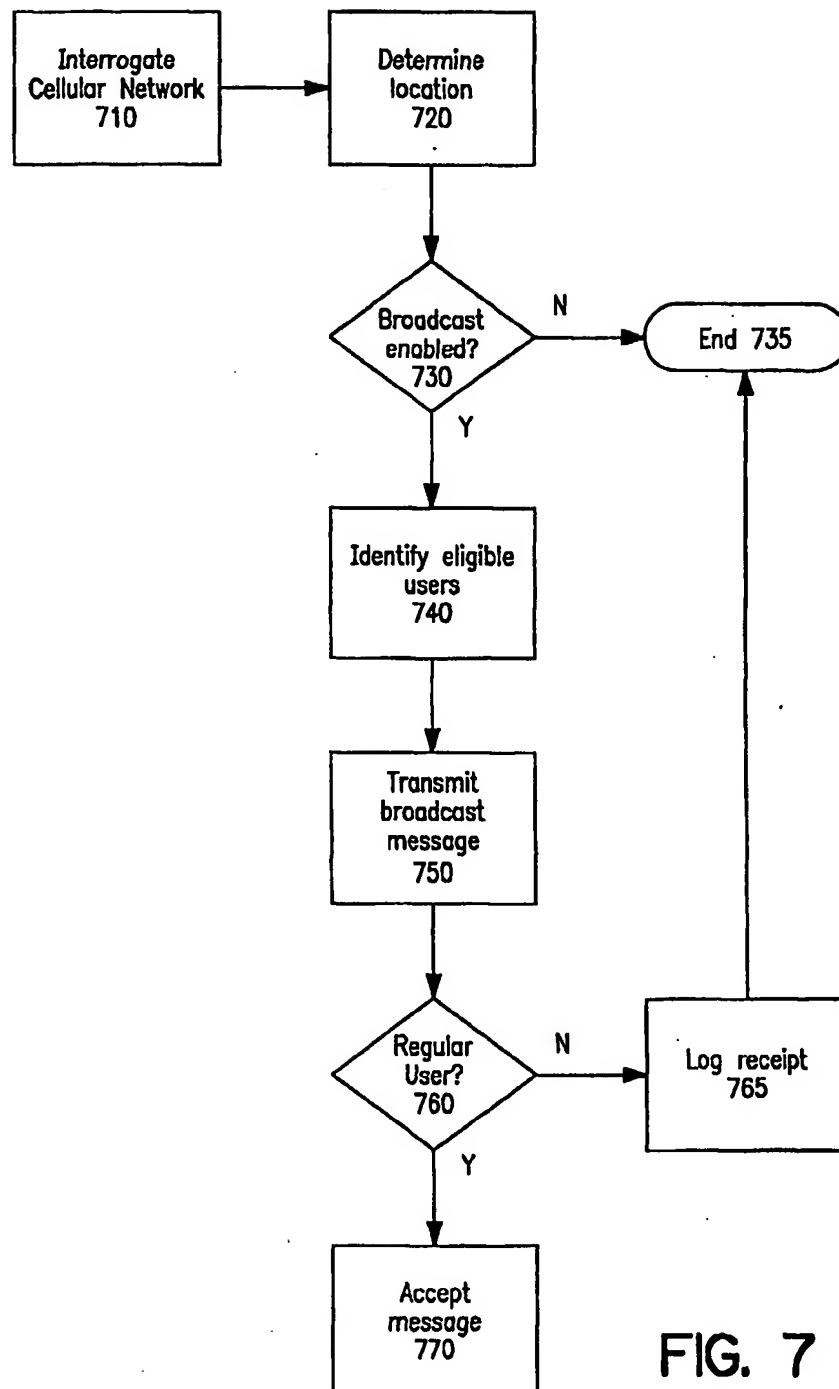 Interrogate
Cellular Network
710
Determine
location
720
Broadcast
enabled?
730
N
End 735
Y
Identify eligible
users
740
Transmit
broadcast
message
750
Regular
User?
760
N
Log receipt
765
Y
Accept
message
770
FIG. 7